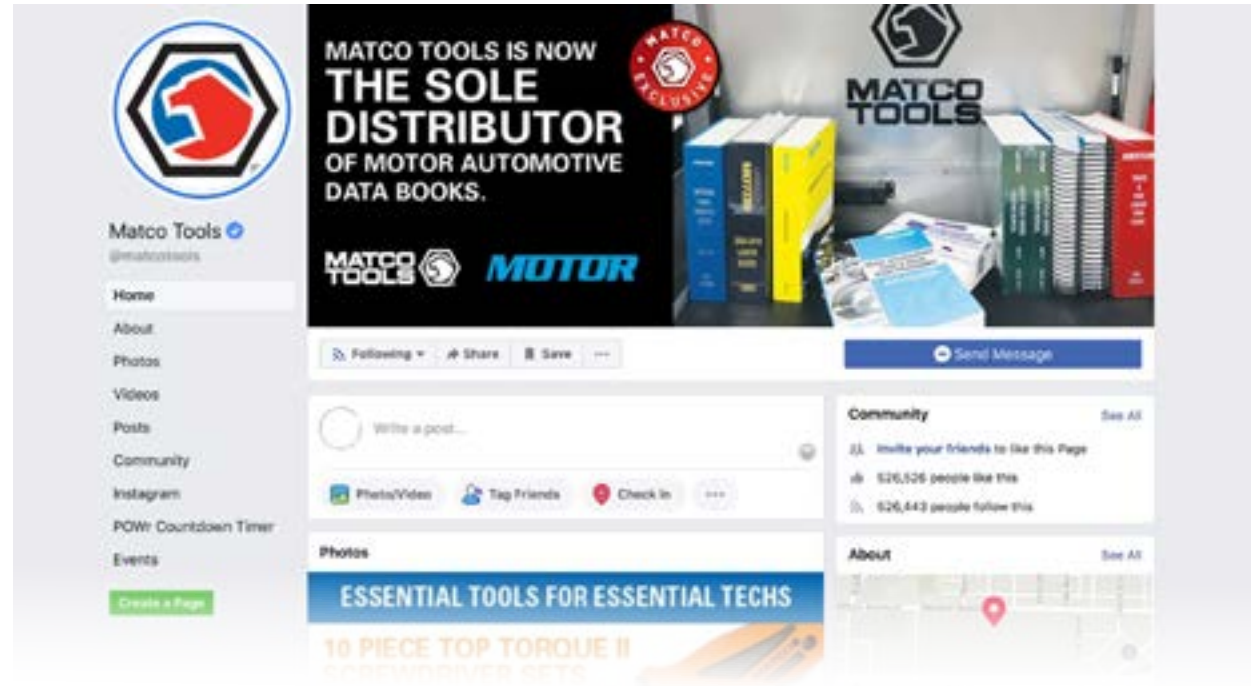 MATCO TOOLS IS NOW
THE SOLE
DISTRIBUTOR
OF MOTOR AUTOMOTIVE
DATA BOOKS.
MATCO
EXCLUSIVE
MATCO
TOOLS
MATCO
TOOLS
MOTOR
Matco Tools
@matcotools
Home
About
Photos
Videos
Posts
Community
Instagram
POWr Countdown Timer
Events
Create a Page
Following
Share
Save
Send Message
Write a post...
Photo/Video
Tag Friends
Check in
Photos
ESSENTIAL TOOLS FOR ESSENTIAL TECHS
10 PIECE TOP TORQUE II
SCREWDRIVER SETS
Community
See All
Invite your friends to like this Page
526,526 people like this
526,443 people follow this
About
See All